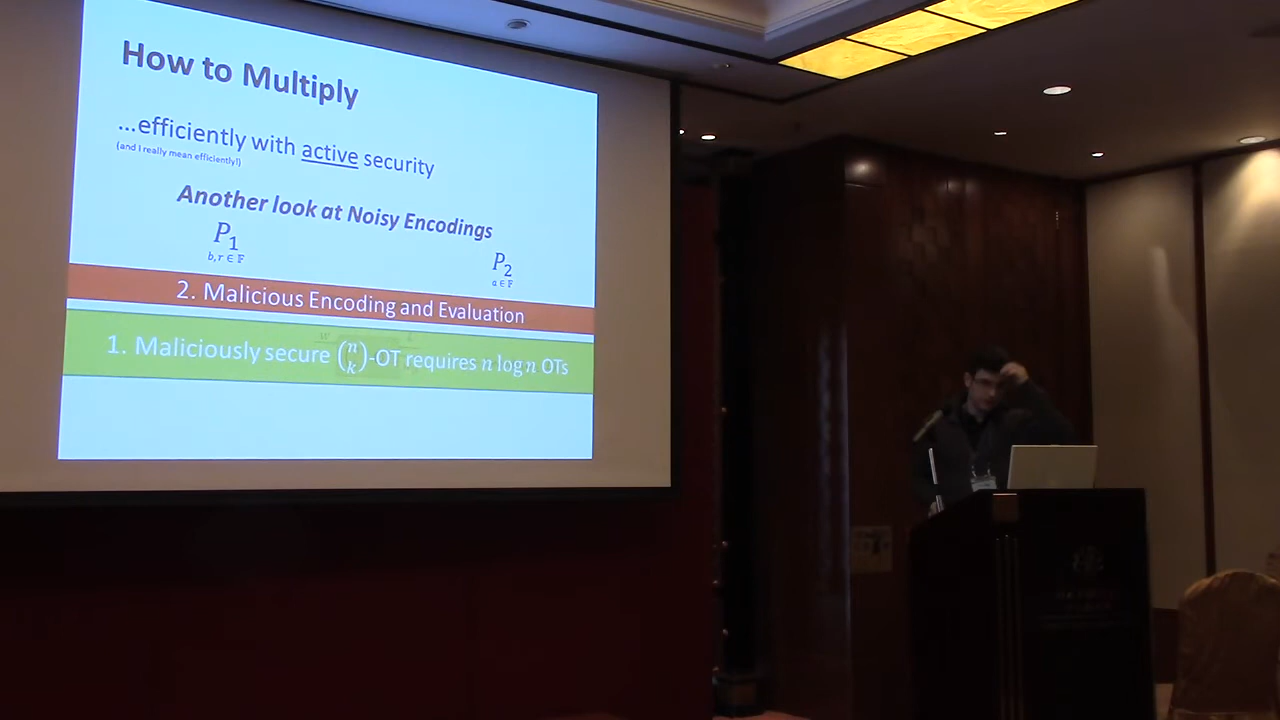 How to Multiply
...efficiently with active security
(and I really mean efficiently!)
Another look at Noisy Encodings
P₁
b, r ∈ 𝔽
P₂
a ∈ 𝔽
2. Malicious Encoding and Evaluation
1. Maliciously secure (n k)-OT requires n log n OTs